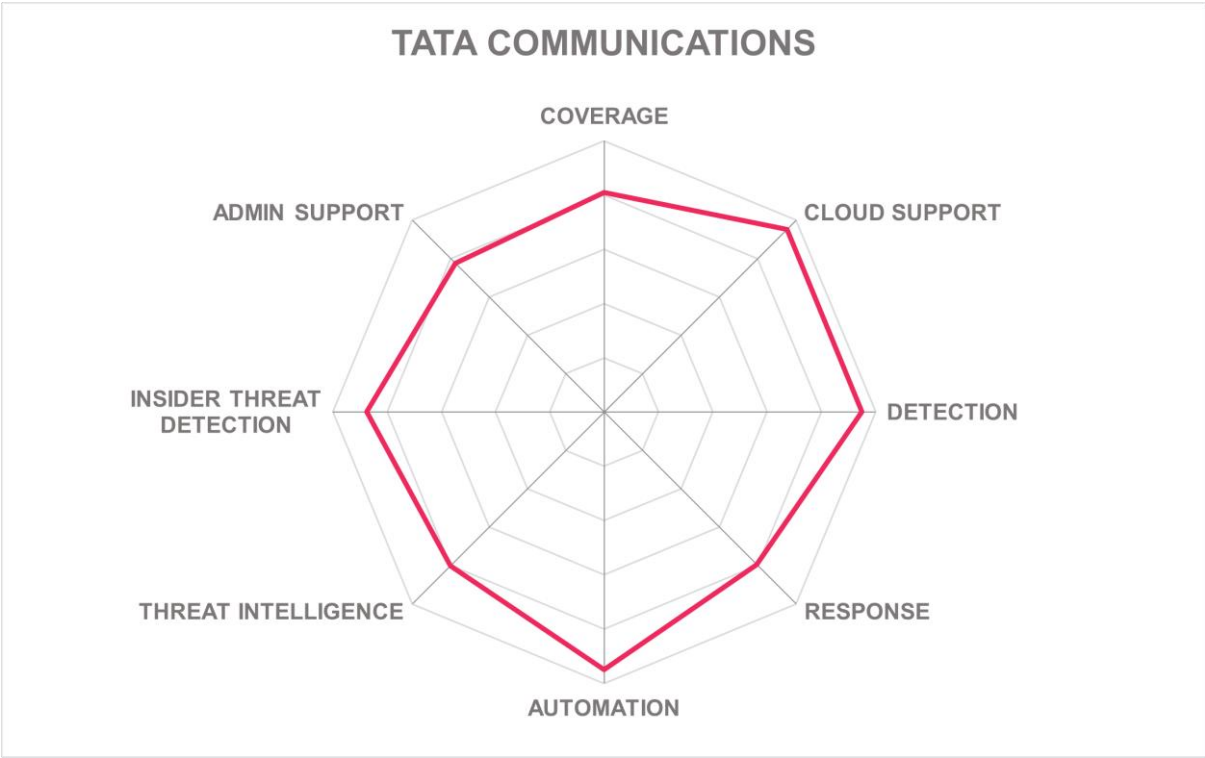 TATA COMMUNICATIONS
COVERAGE
CLOUD SUPPORT
DETECTION
RESPONSE
AUTOMATION
THREAT INTELLIGENCE
INSIDER THREAT
DETECTION
ADMIN SUPPORT